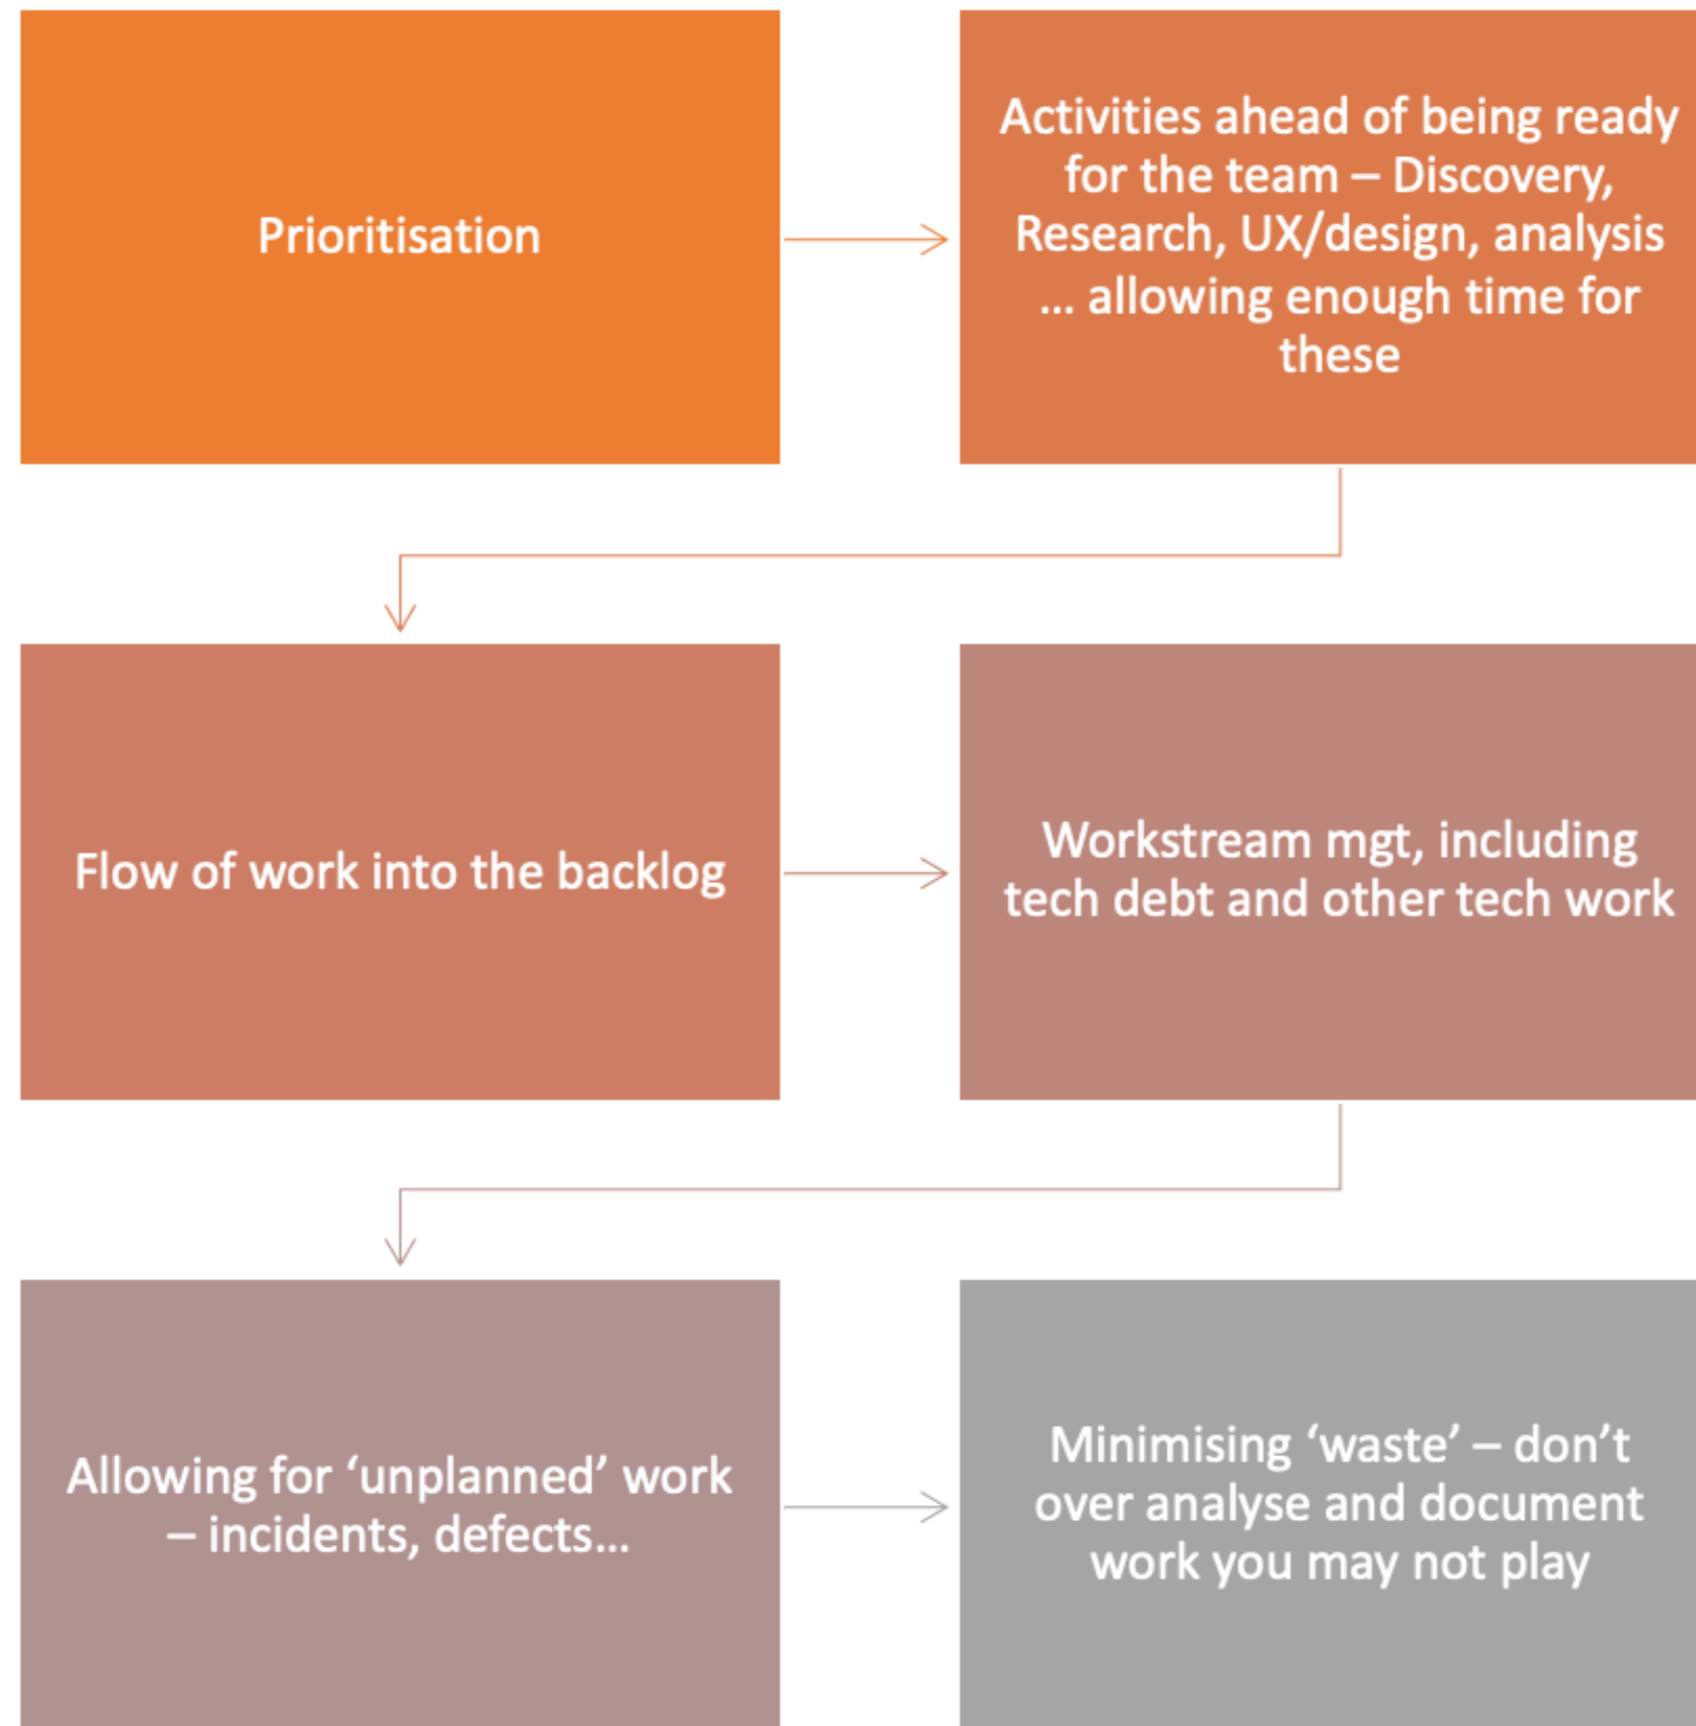 Prioritisation
Activities ahead of being ready
for the team – Discovery,
Research, UX/design, analysis
... allowing enough time for
these
Flow of work into the backlog
Workstream mgt, including
tech debt and other tech work
Allowing for ‘unplanned’ work
– incidents, defects...
Minimising ‘waste’ – don’t
over analyse and document
work you may not play